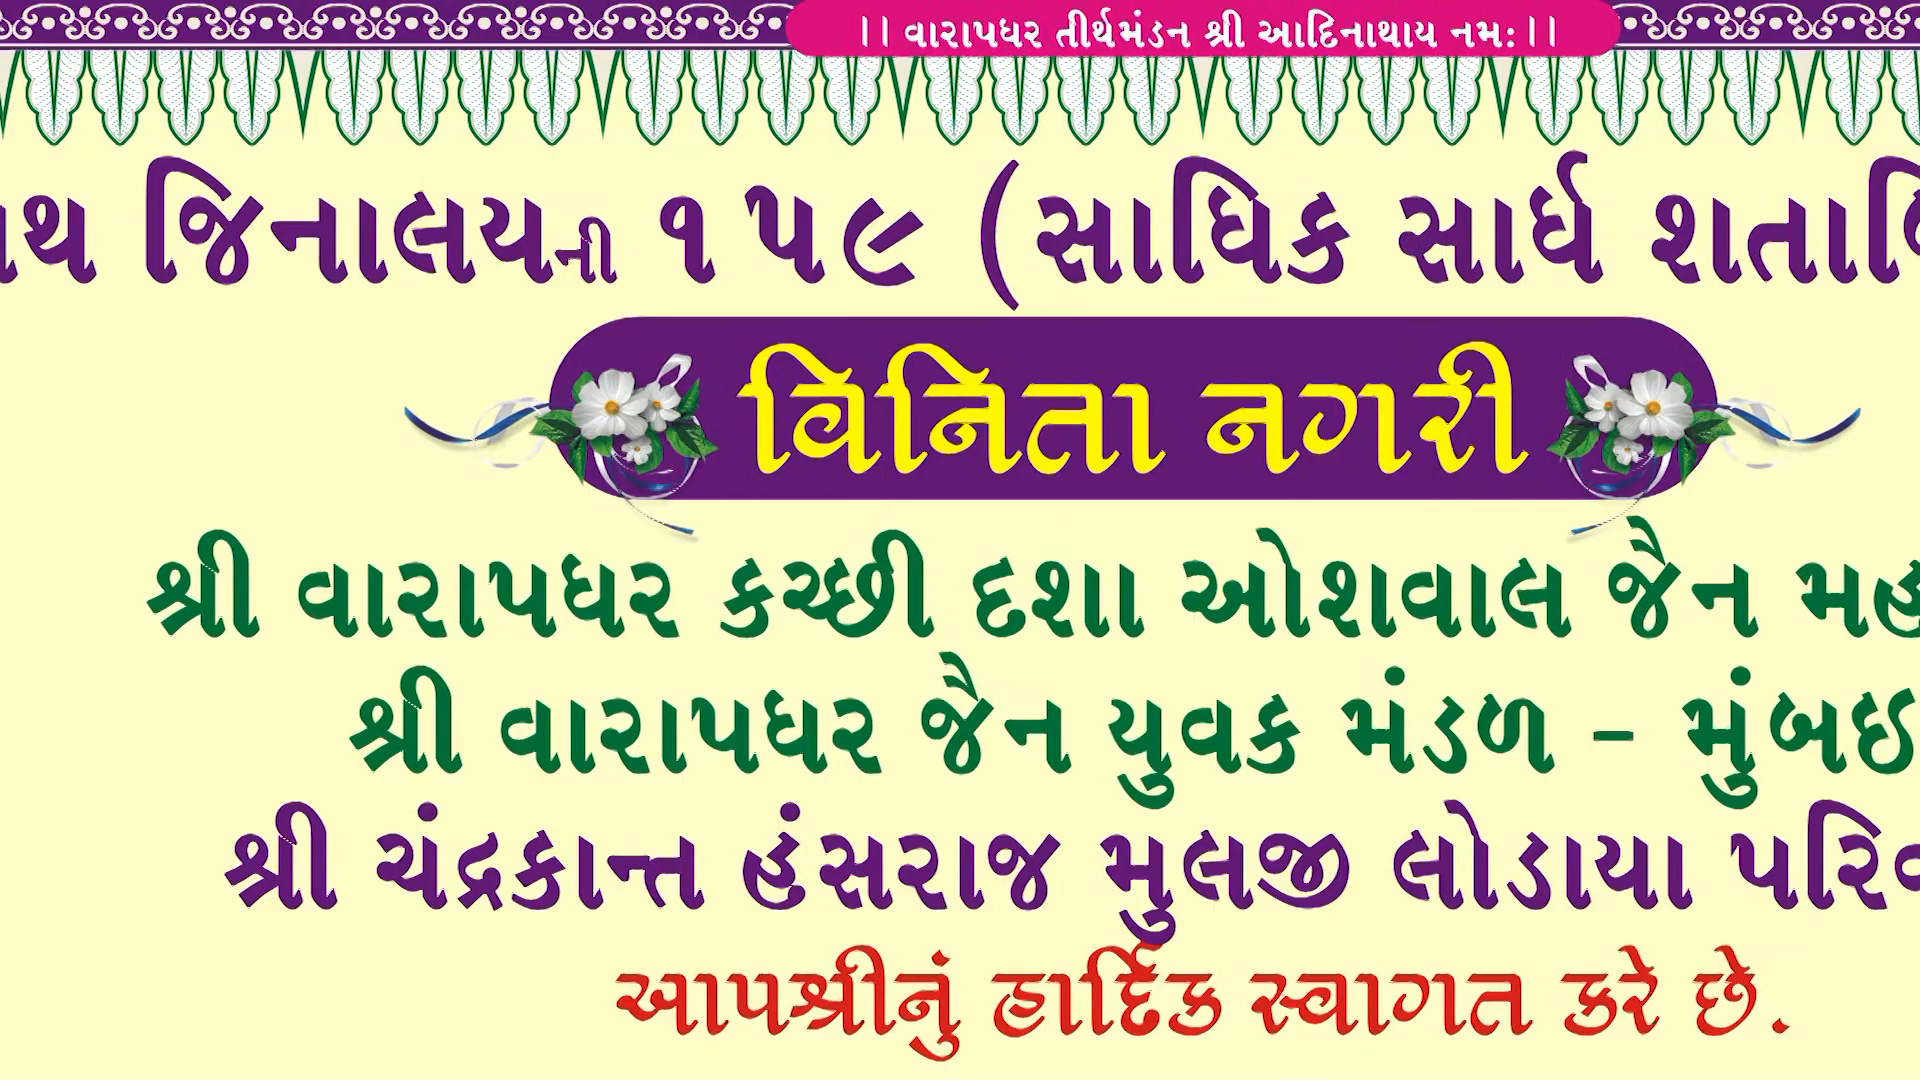 ।। વારાપધર તીર્થમંડન શ્રી આદિનાથાય નમ:।।
જિનાલયની ૧૫૯ (સાધિક સાર્ધ
વિનિતા નગરી
શ્રી વારાપધર કચ્છી દશા ઓશવાલ જૈન
શ્રી વારાપધર જૈન યુવક મંડળ – મુંબઇ
શ્રી ચંદ્રકાન્ત હંસરાજ મુલજી લોડાયા
આપશ્રીનું હાર્દિક સ્વાગત કરે છે.